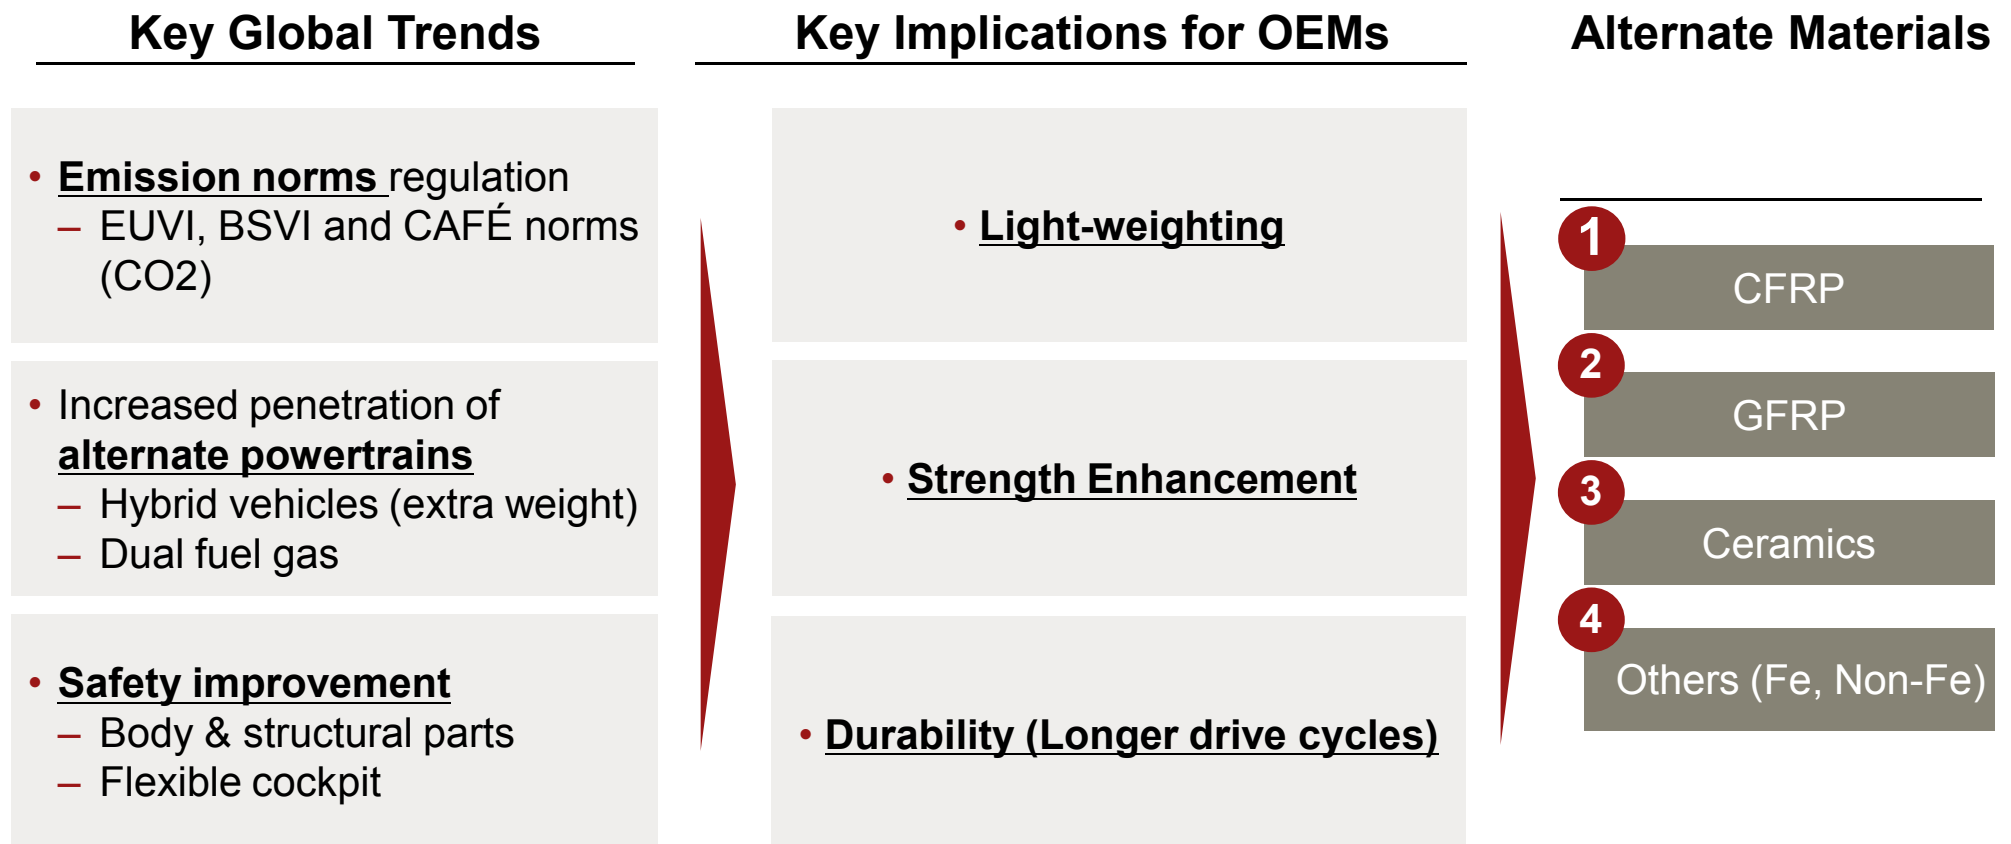 Key Global Trends
Key Implications for OEMs
Alternate Materials
• Emission norms regulation
– EUVI, BSVI and CAFÉ norms
(CO2)
• Increased penetration of
alternate powertrains
– Hybrid vehicles (extra weight)
– Dual fuel gas
• Safety improvement
– Body & structural parts
– Flexible cockpit
• Light-weighting
• Strength Enhancement
• Durability (Longer drive cycles)
1
CFRP
2
GFRP
3
Ceramics
4
Others (Fe, Non-Fe)